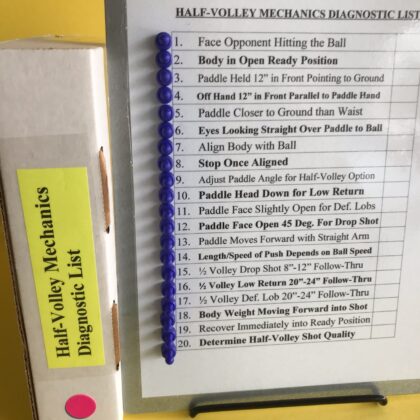 HALF-VOLLEY MECHANICS DIAGNOSTIC LIST
1. Face Opponent Hitting the Ball
2. Body in Open Ready Position
3. Paddle Held 12" in Front Pointing to Ground
4. Off Hand 12" in Front Parallel to Paddle Hand
5. Paddle Closer to Ground than Waist
6. Eyes Looking Straight Over Paddle to Ball
7. Align Body with Ball
8. Stop Once Aligned
9. Adjust Paddle Angle for Half-Volley Option
10. Paddle Head Down for Low Return
11. Paddle Face Slightly Open for Def. Lobs
12. Paddle Face Open 45 Deg. For Drop Shot
13. Paddle Moves Forward with Straight Arm
14. Length/Speed of Push Depends on Ball Speed
15. ½ Volley Drop Shot 8"-12" Follow-Thru
16. ½ Volley Low Return 20"-24" Follow-Thru
17. ½ Volley Def. Lob 20"-24" Follow-Thru
18. Body Weight Moving Forward into Shot
19. Recover Immediately into Ready Position
20. Determine Half-Volley Shot Quality
Half-Volley Mechanics
Diagnostic List